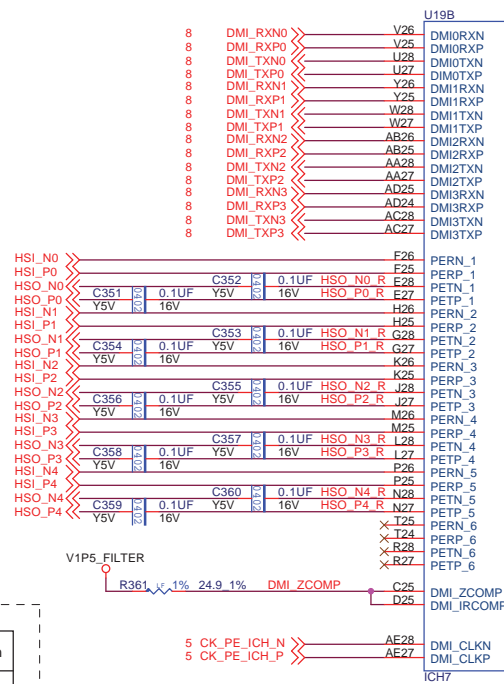 U19B
8 DMI_RXN0 V26 DMI0RXN
8 DMI_RXP0 V25 DMI0RXP
8 DMI_TXN0 U28 DMI0TXN
8 DMI_TXP0 U27 DIM0TXP
8 DMI_RXN1 Y26 DMI1RXN
8 DMI_RXP1 Y25 DMI1RXP
8 DMI_TXN1 W28 DMI1TXN
8 DMI_TXP1 W27 DMI1TXP
8 DMI_RXN2 AB26 DMI2RXN
8 DMI_RXP2 AB25 DMI2RXP
8 DMI_TXN2 AA28 DMI2TXN
8 DMI_TXP2 AA27 DMI2TXP
8 DMI_RXN3 AD25 DMI3RXN
8 DMI_RXP3 AD24 DMI3RXP
8 DMI_TXN3 AC28 DMI3TXN
8 DMI_TXP3 AC27 DMI3TXP
HSI_N0 F26 PERN_1
HSI_P0 F25 PERP_1
HSO_N0 C352 0402 0.1UF HSO_N0_R E28 PETN_1
HSO_P0 C351 0402 0.1UF Y5V 16V HSO_P0_R E27 PETP_1
Y5V 16V
HSI_N1 H26 PERN_2
HSI_P1 H25 PERP_2
HSO_N1 C353 0402 0.1UF HSO_N1_R G28 PETN_2
HSO_P1 C354 0402 0.1UF Y5V 16V HSO_P1_R G27 PETP_2
Y5V 16V
HSI_N2 K26 PERN_3
HSI_P2 K25 PERP_3
HSO_N2 C355 0402 0.1UF HSO_N2_R J28 PETN_3
HSO_P2 C356 0402 0.1UF Y5V 16V HSO_P2_R J27 PETP_3
Y5V 16V
HSI_N3 M26 PERN_4
HSI_P3 M25 PERP_4
HSO_N3 C357 0402 0.1UF HSO_N3_R L28 PETN_4
HSO_P3 C358 0402 0.1UF Y5V 16V HSO_P3_R L27 PETP_4
Y5V 16V
HSI_N4 P26 PERN_5
HSI_P4 P25 PERP_5
HSO_N4 C360 0402 0.1UF HSO_N4_R N28 PETN_5
HSO_P4 C359 0402 0.1UF Y5V 16V HSO_P4_R N27 PETP_5
Y5V 16V
T25 PERN_6
T24 PERP_6
R28 PETN_6
R27 PETP_6
V1P5_FILTER
R361 LF 1% 24.9_1% DMI_ZCOMP C25 DMI_ZCOMP
D25 DMI_IRCOMP
5 CK_PE_ICH_N AE28 DMI_CLKN
5 CK_PE_ICH_P AE27 DMI_CLKP
ICH7